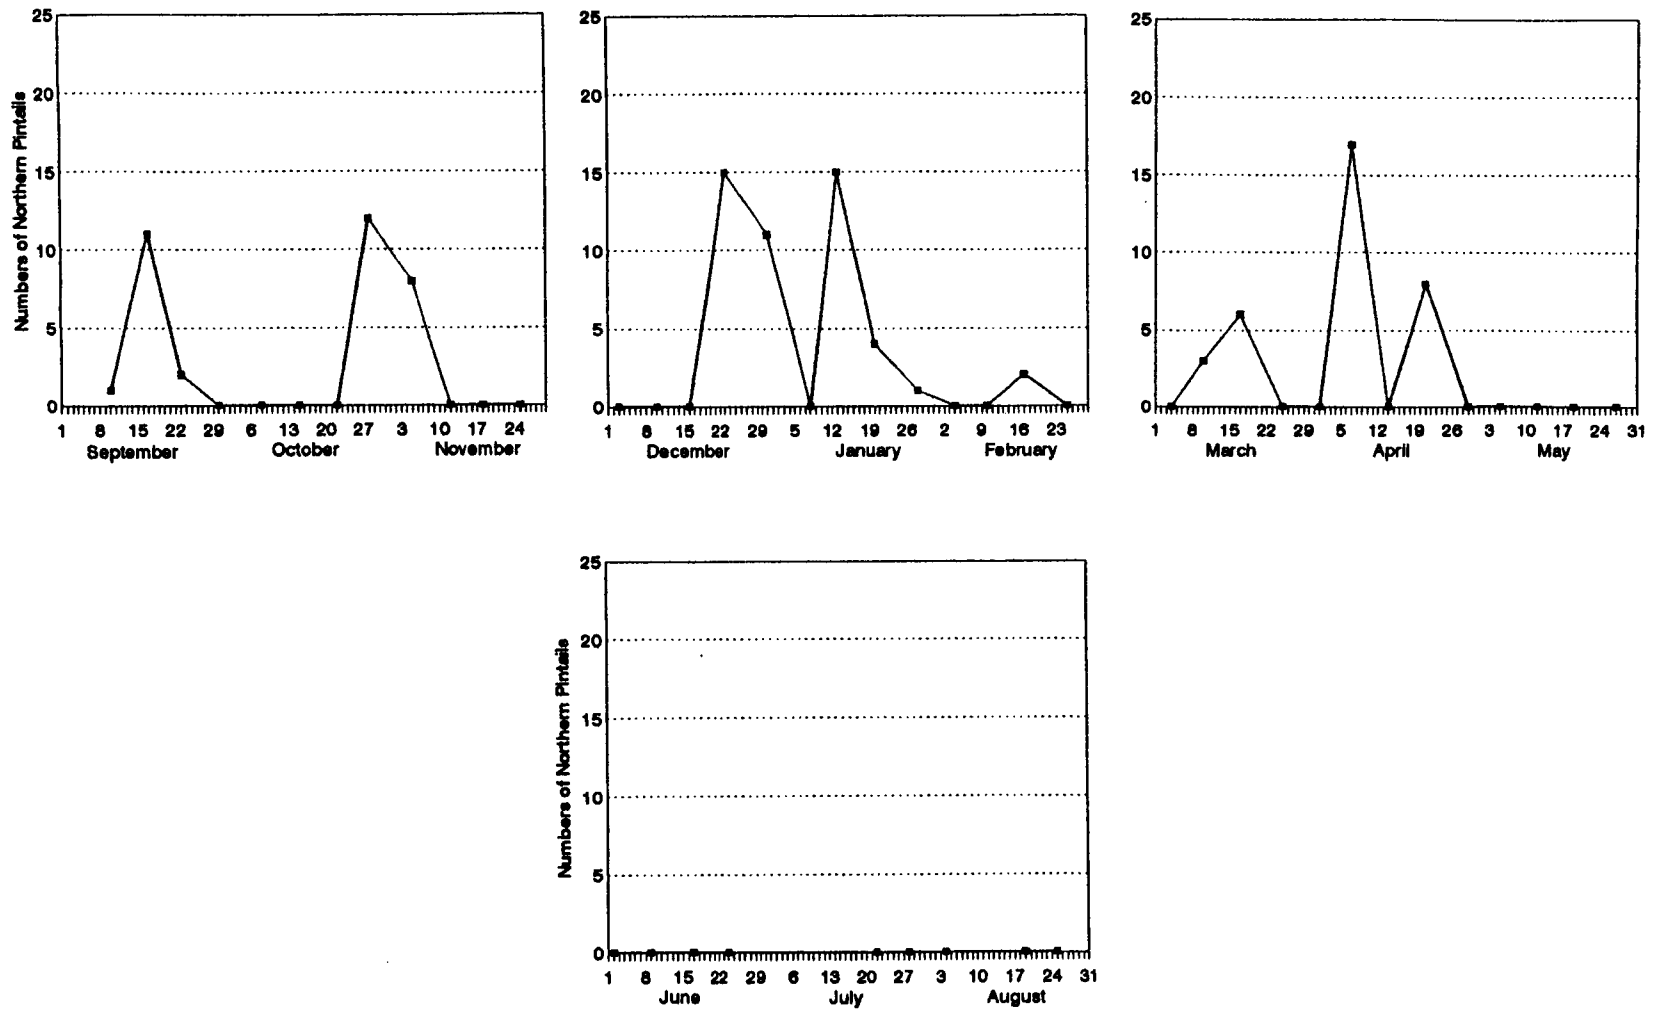 25
20
15
10
5
0
Numbers of Northern Pintails
1 8 15 22 29 6 13 20 27 3 10 17 24
September October November
25
20
15
10
5
0
1 8 15 22 29 5 12 19 26 2 9 16 23
December January February
25
20
15
10
5
0
1 8 15 22 29 5 12 19 26 3 10 17 24 31
March April May
25
20
15
10
5
0
Numbers of Northern Pintails
1 8 15 22 29 6 13 20 27 3 10 17 24 31
June July August